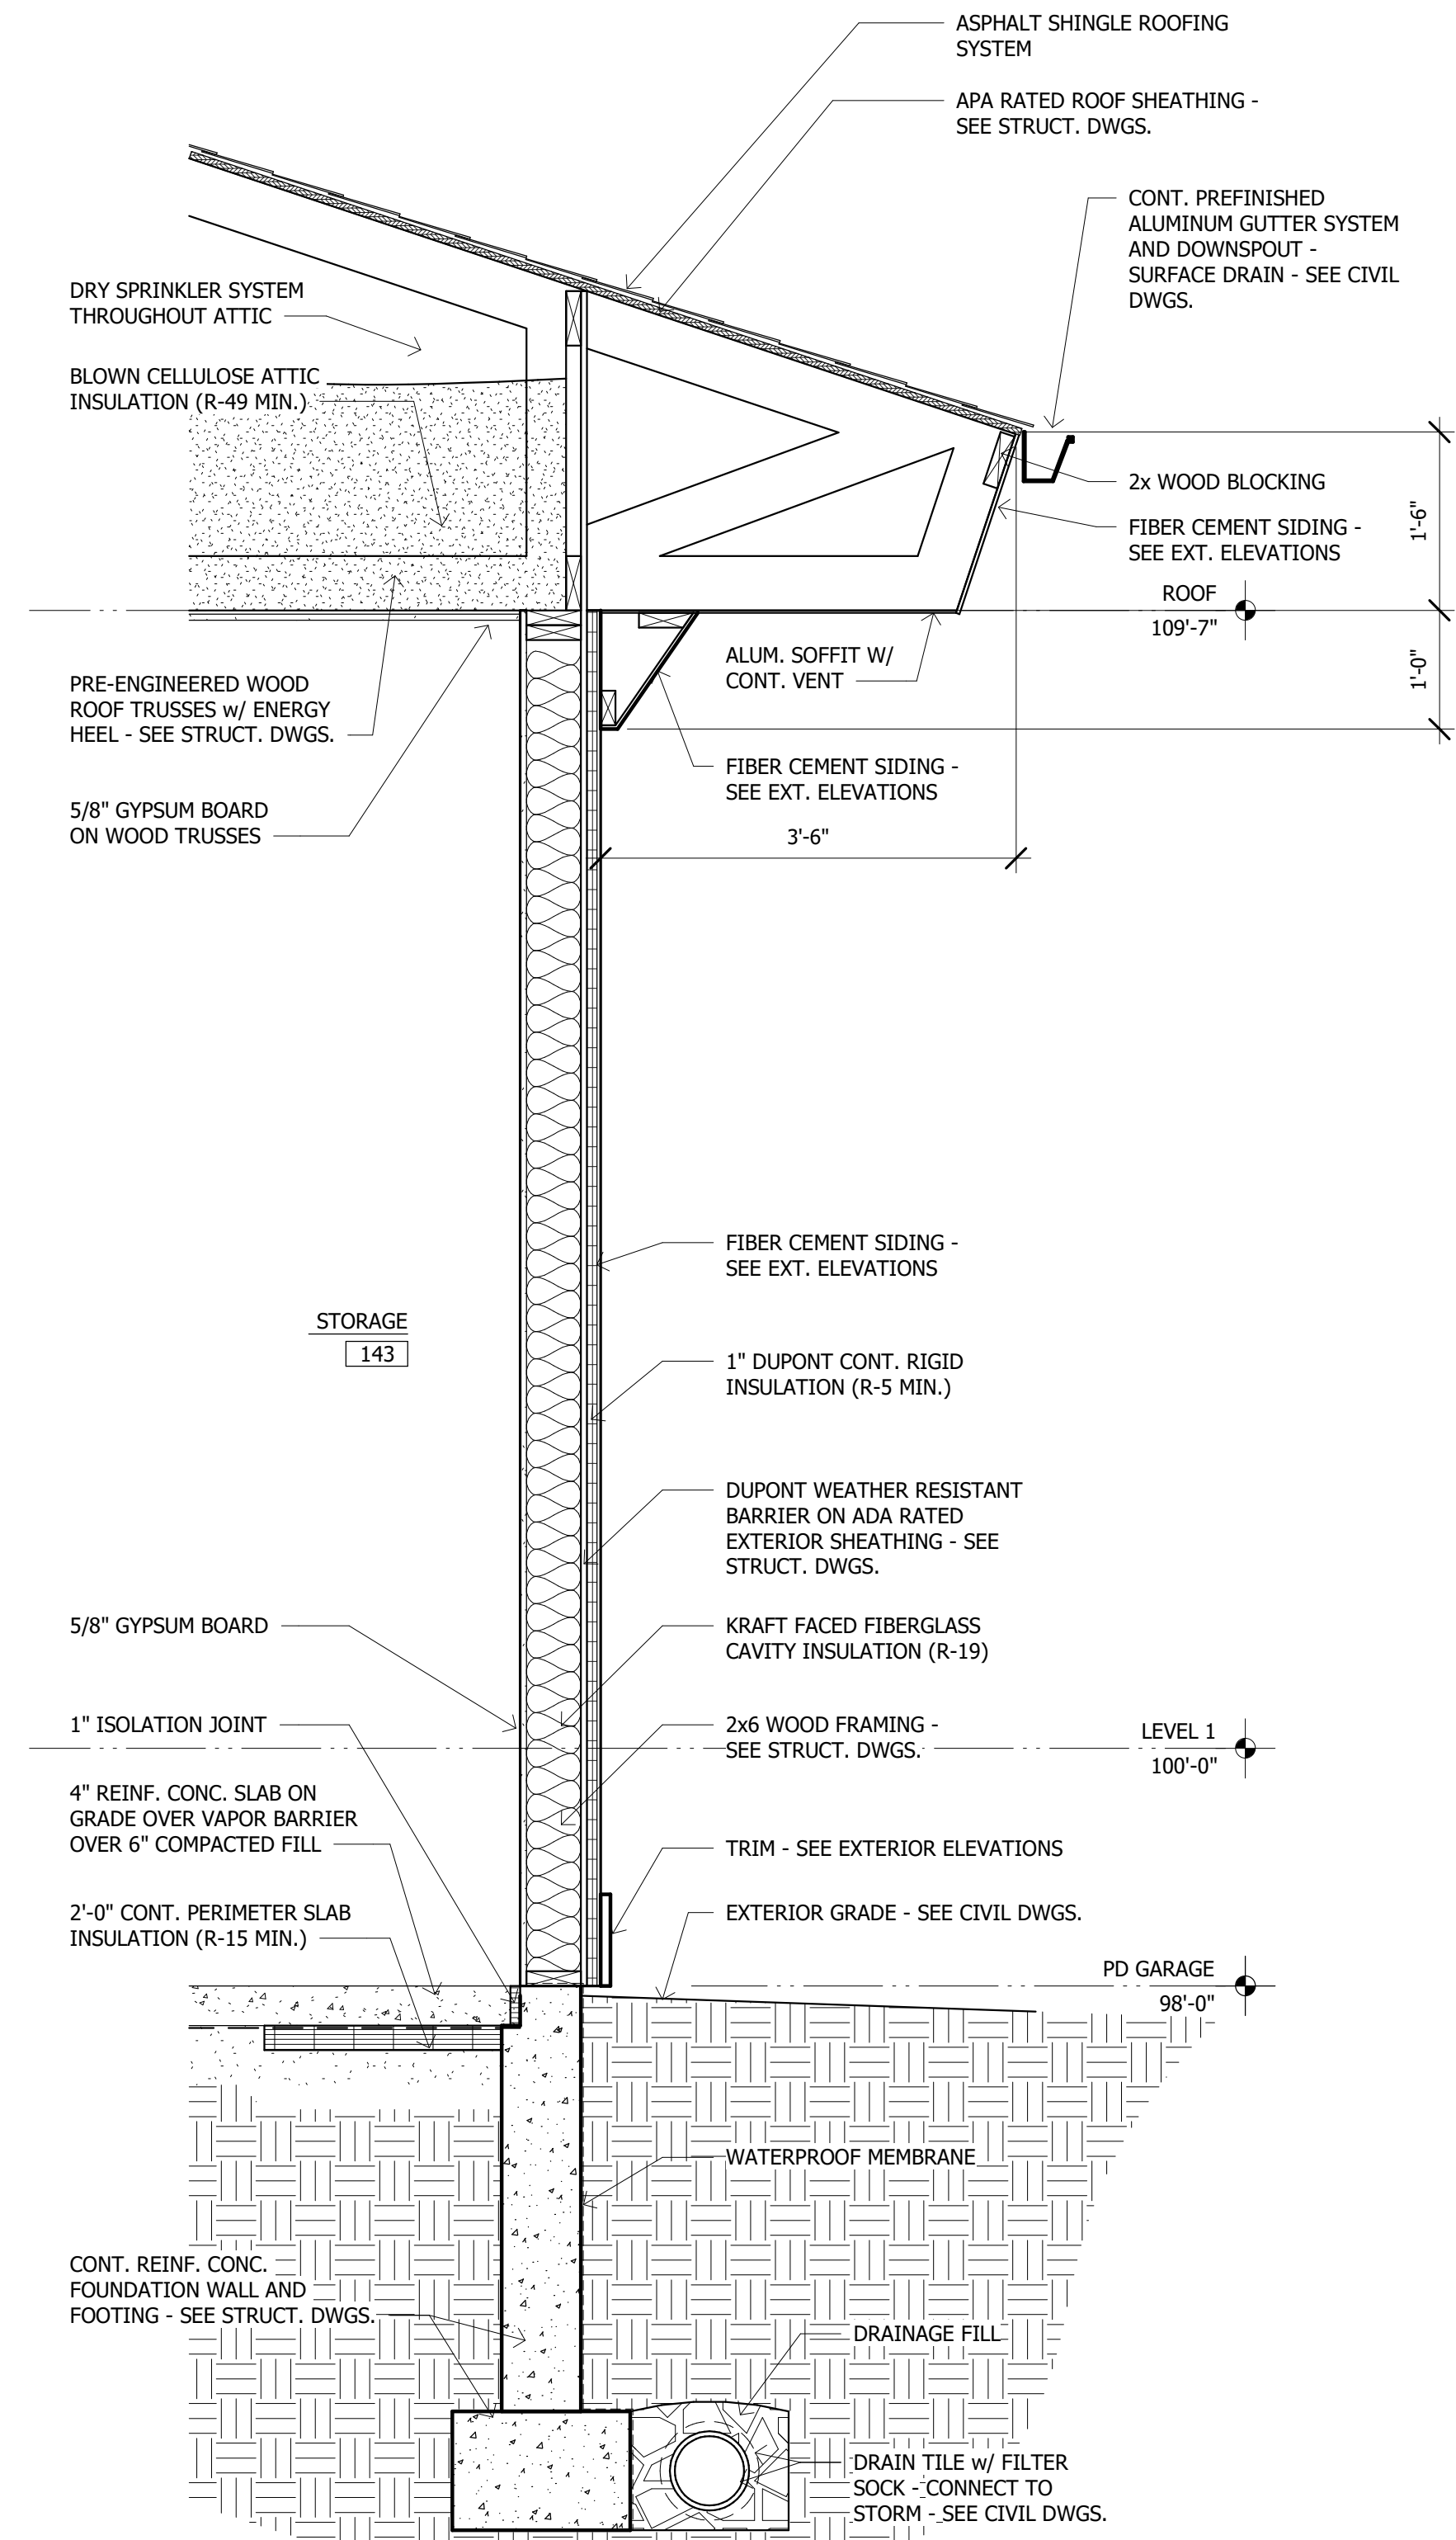 ASPHALT SHINGLE ROOFING
SYSTEM
APA RATED ROOF SHEATHING -
SEE STRUCT. DWGS.
CONT. PREFINISHED
ALUMINUM GUTTER SYSTEM
AND DOWNSPOUT -
SURFACE DRAIN - SEE CIVIL
DWGS.
DRY SPRINKLER SYSTEM
THROUGHOUT ATTIC
BLOWN CELLULOSE ATTIC
INSULATION (R-49 MIN.)
2x WOOD BLOCKING
FIBER CEMENT SIDING -
SEE EXT. ELEVATIONS
1'-6"
ROOF
109'-7"
ALUM. SOFFIT W/
CONT. VENT
1'-0"
PRE-ENGINEERED WOOD
ROOF TRUSSES w/ ENERGY
HEEL - SEE STRUCT. DWGS.
FIBER CEMENT SIDING -
SEE EXT. ELEVATIONS
5/8" GYPSUM BOARD
ON WOOD TRUSSES
3'-6"
FIBER CEMENT SIDING -
SEE EXT. ELEVATIONS
STORAGE
143
1" DUPONT CONT. RIGID
INSULATION (R-5 MIN.)
DUPONT WEATHER RESISTANT
BARRIER ON ADA RATED
EXTERIOR SHEATHING - SEE
STRUCT. DWGS.
5/8" GYPSUM BOARD
KRAFT FACED FIBERGLASS
CAVITY INSULATION (R-19)
1" ISOLATION JOINT
2x6 WOOD FRAMING -
SEE STRUCT. DWGS.
LEVEL 1
100'-0"
4" REINF. CONC. SLAB ON
GRADE OVER VAPOR BARRIER
OVER 6" COMPACTED FILL
TRIM - SEE EXTERIOR ELEVATIONS
2'-0" CONT. PERIMETER SLAB
INSULATION (R-15 MIN.)
EXTERIOR GRADE - SEE CIVIL DWGS.
PD GARAGE
98'-0"
WATERPROOF MEMBRANE
CONT. REINF. CONC.
FOUNDATION WALL AND
FOOTING - SEE STRUCT. DWGS.
DRAINAGE FILL
DRAIN TILE w/ FILTER
SOCK - CONNECT TO
STORM - SEE CIVIL DWGS.